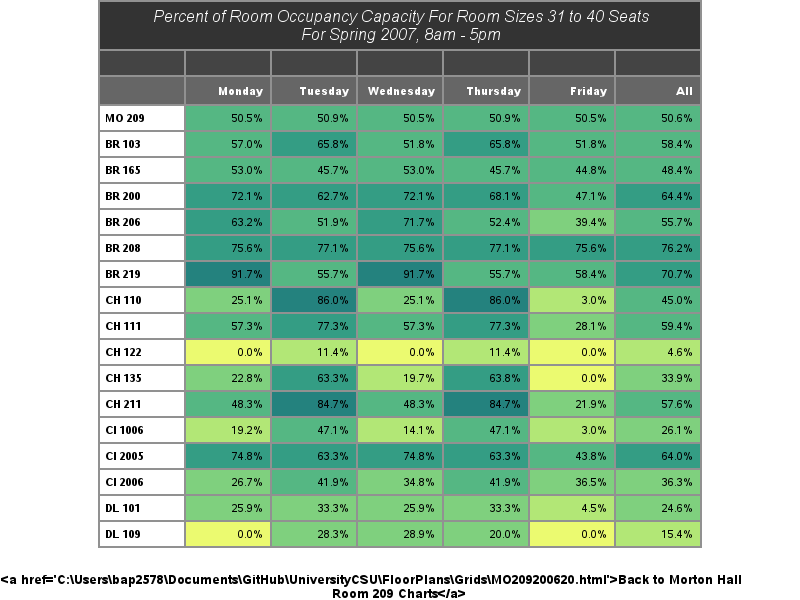 Percent of Room Occupancy Capacity For Room Sizes 31 to 40 Seats
For Spring 2007, 8am - 5pm
Monday Tuesday Wednesday Thursday Friday All
MO 209 50.5% 50.9% 50.5% 50.9% 50.5% 50.6%
BR 103 57.0% 65.8% 51.8% 65.8% 51.8% 58.4%
BR 165 53.0% 45.7% 53.0% 45.7% 44.8% 48.4%
BR 200 72.1% 62.7% 72.1% 68.1% 47.1% 64.4%
BR 206 63.2% 51.9% 71.7% 52.4% 39.4% 55.7%
BR 208 75.6% 77.1% 75.6% 77.1% 75.6% 76.2%
BR 219 91.7% 55.7% 91.7% 55.7% 58.4% 70.7%
CH 110 25.1% 86.0% 25.1% 86.0% 3.0% 45.0%
CH 111 57.3% 77.3% 57.3% 77.3% 28.1% 59.4%
CH 122 0.0% 11.4% 0.0% 11.4% 0.0% 4.6%
CH 135 22.8% 63.3% 19.7% 63.8% 0.0% 33.9%
CH 211 48.3% 84.7% 48.3% 84.7% 21.9% 57.6%
CI 1006 19.2% 47.1% 14.1% 47.1% 3.0% 26.1%
CI 2005 74.8% 63.3% 74.8% 63.3% 43.8% 64.0%
CI 2006 26.7% 41.9% 34.8% 41.9% 36.5% 36.3%
DL 101 25.9% 33.3% 25.9% 33.3% 4.5% 24.6%
DL 109 0.0% 28.3% 28.9% 20.0% 0.0% 15.4%
<a href='C:\Users\bap2578\Documents\GitHub\UniversityCSU\FloorPlans\Grids\MO209200620.html'>Back to Morton Hall
Room 209 Charts</a>